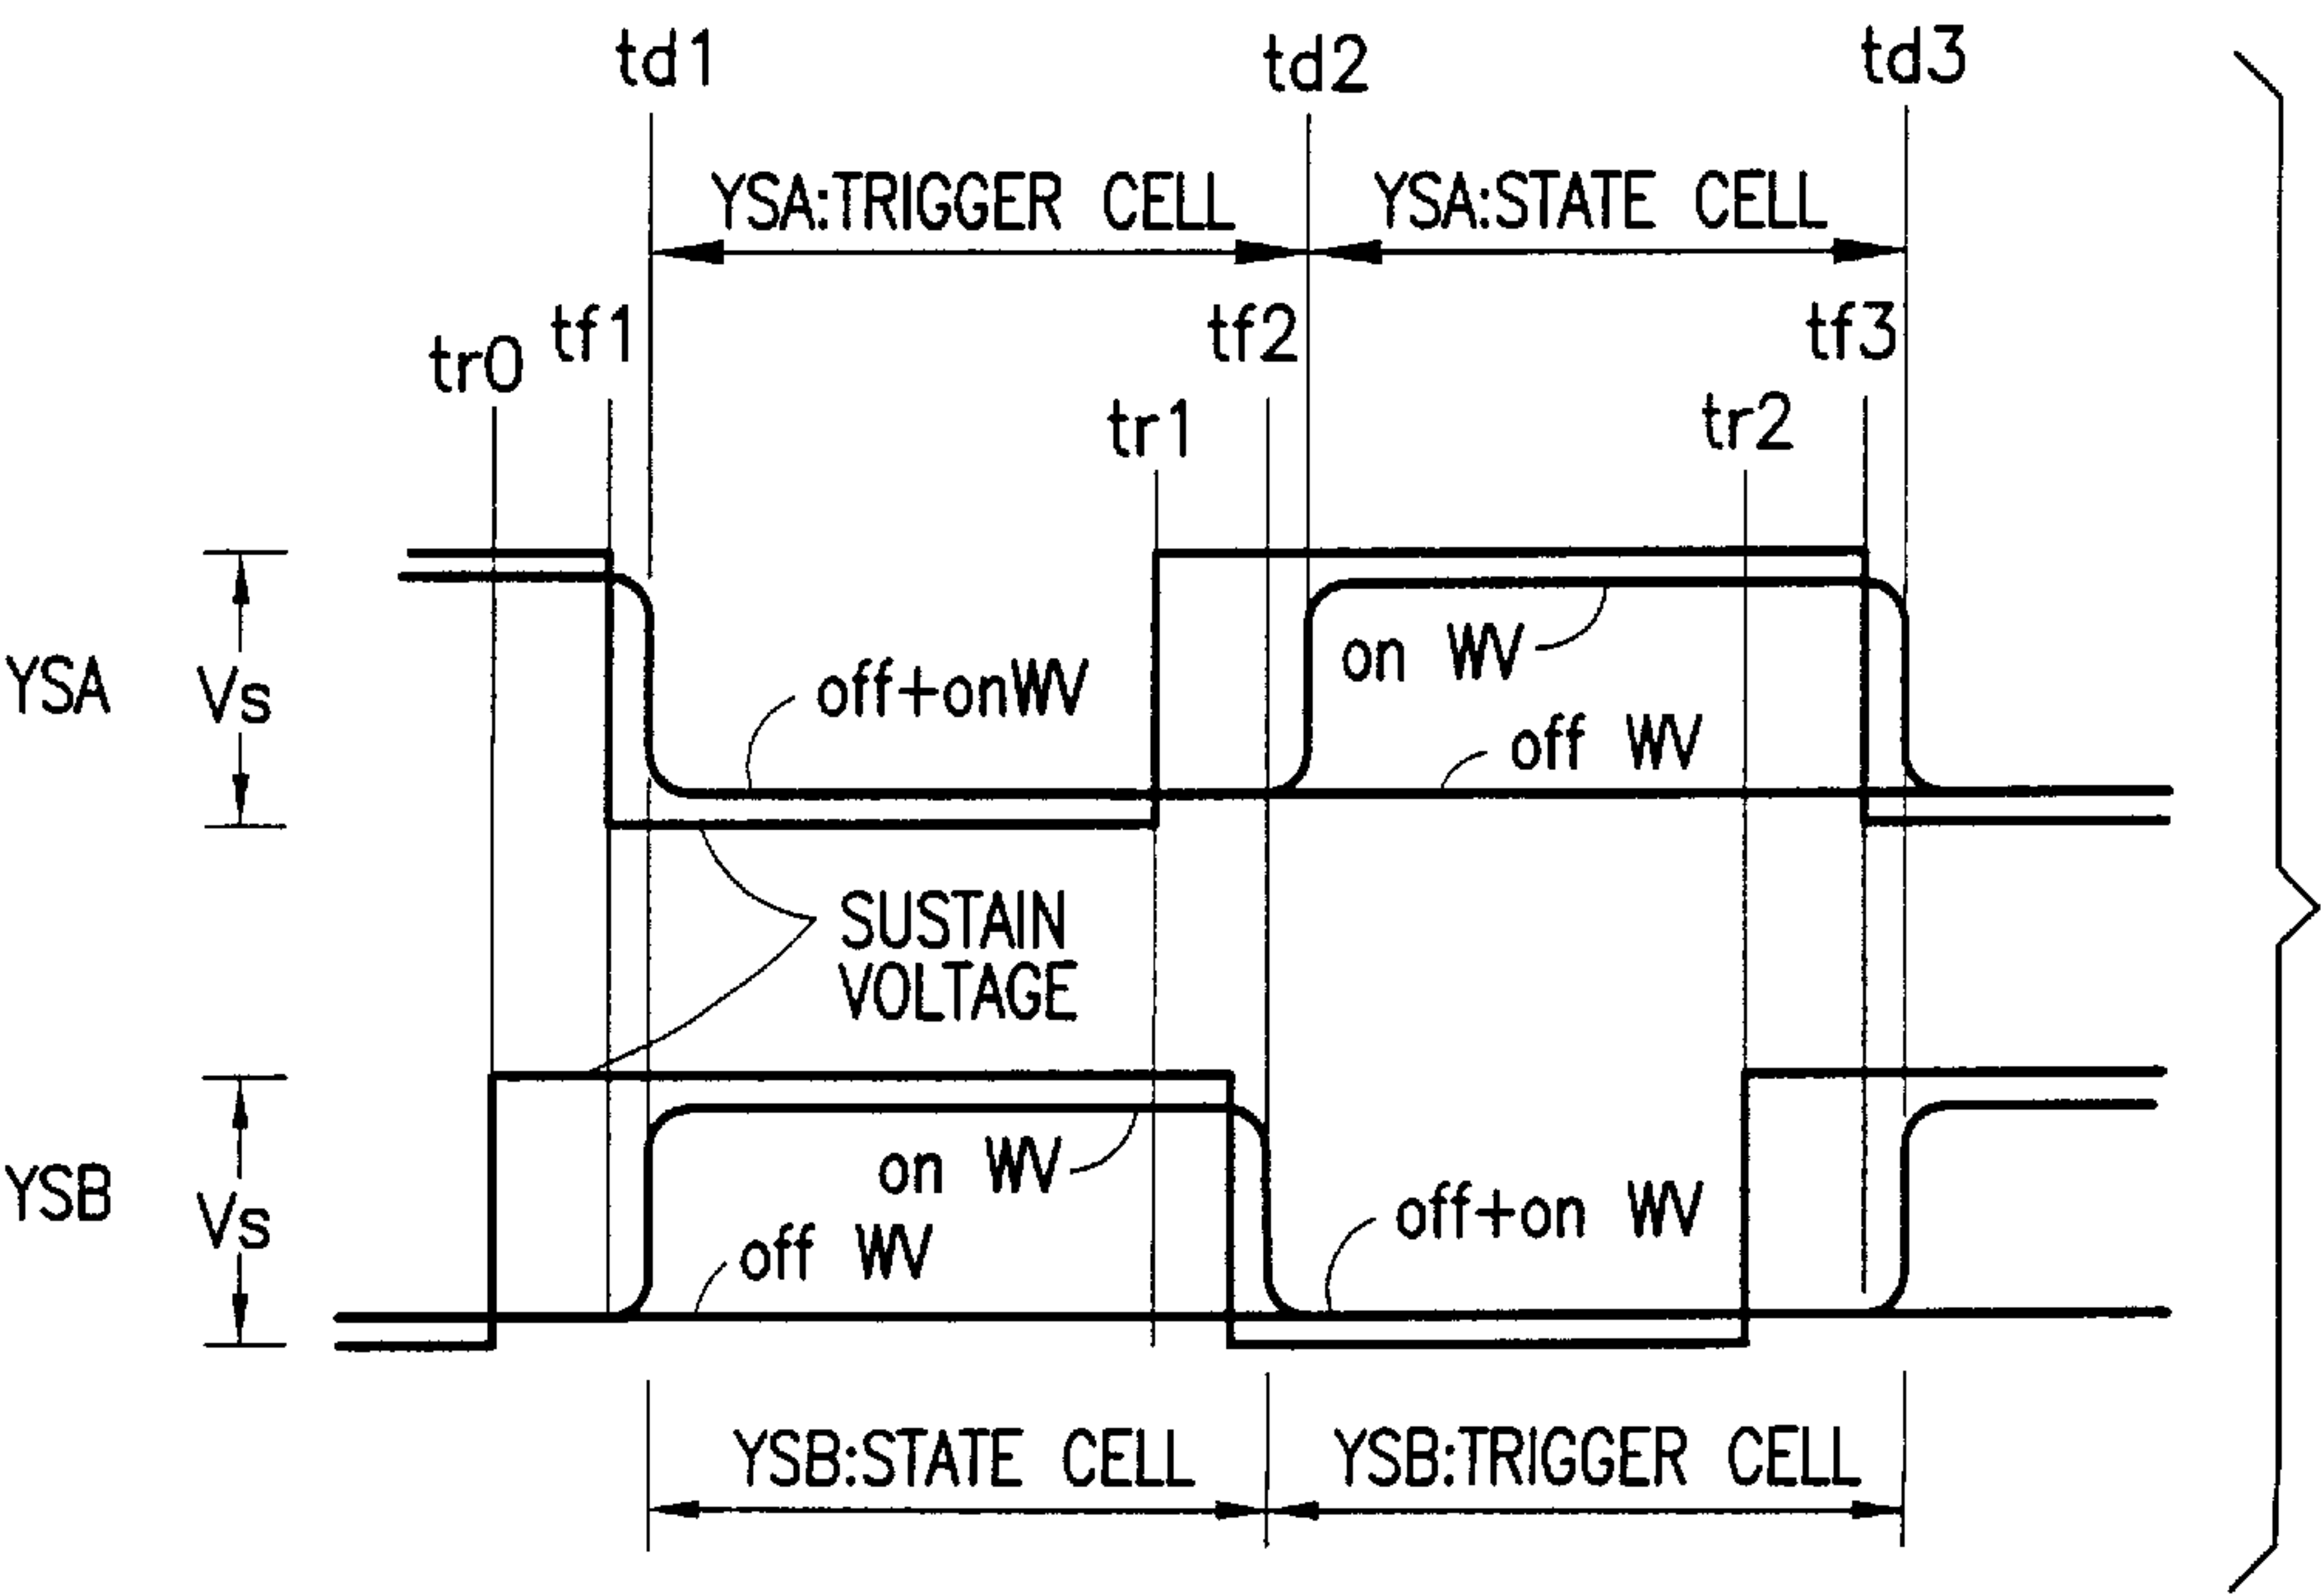 td1
td2
td3
YSA:TRIGGER CELL
YSA:STATE CELL
tr0
tf1
tr1
tf2
tr2
tf3
YSA
Vs
off+onWV
on WV
off WV
SUSTAIN
VOLTAGE
YSB
Vs
on WV
off WV
off+on WV
YSB:STATE CELL
YSB:TRIGGER CELL